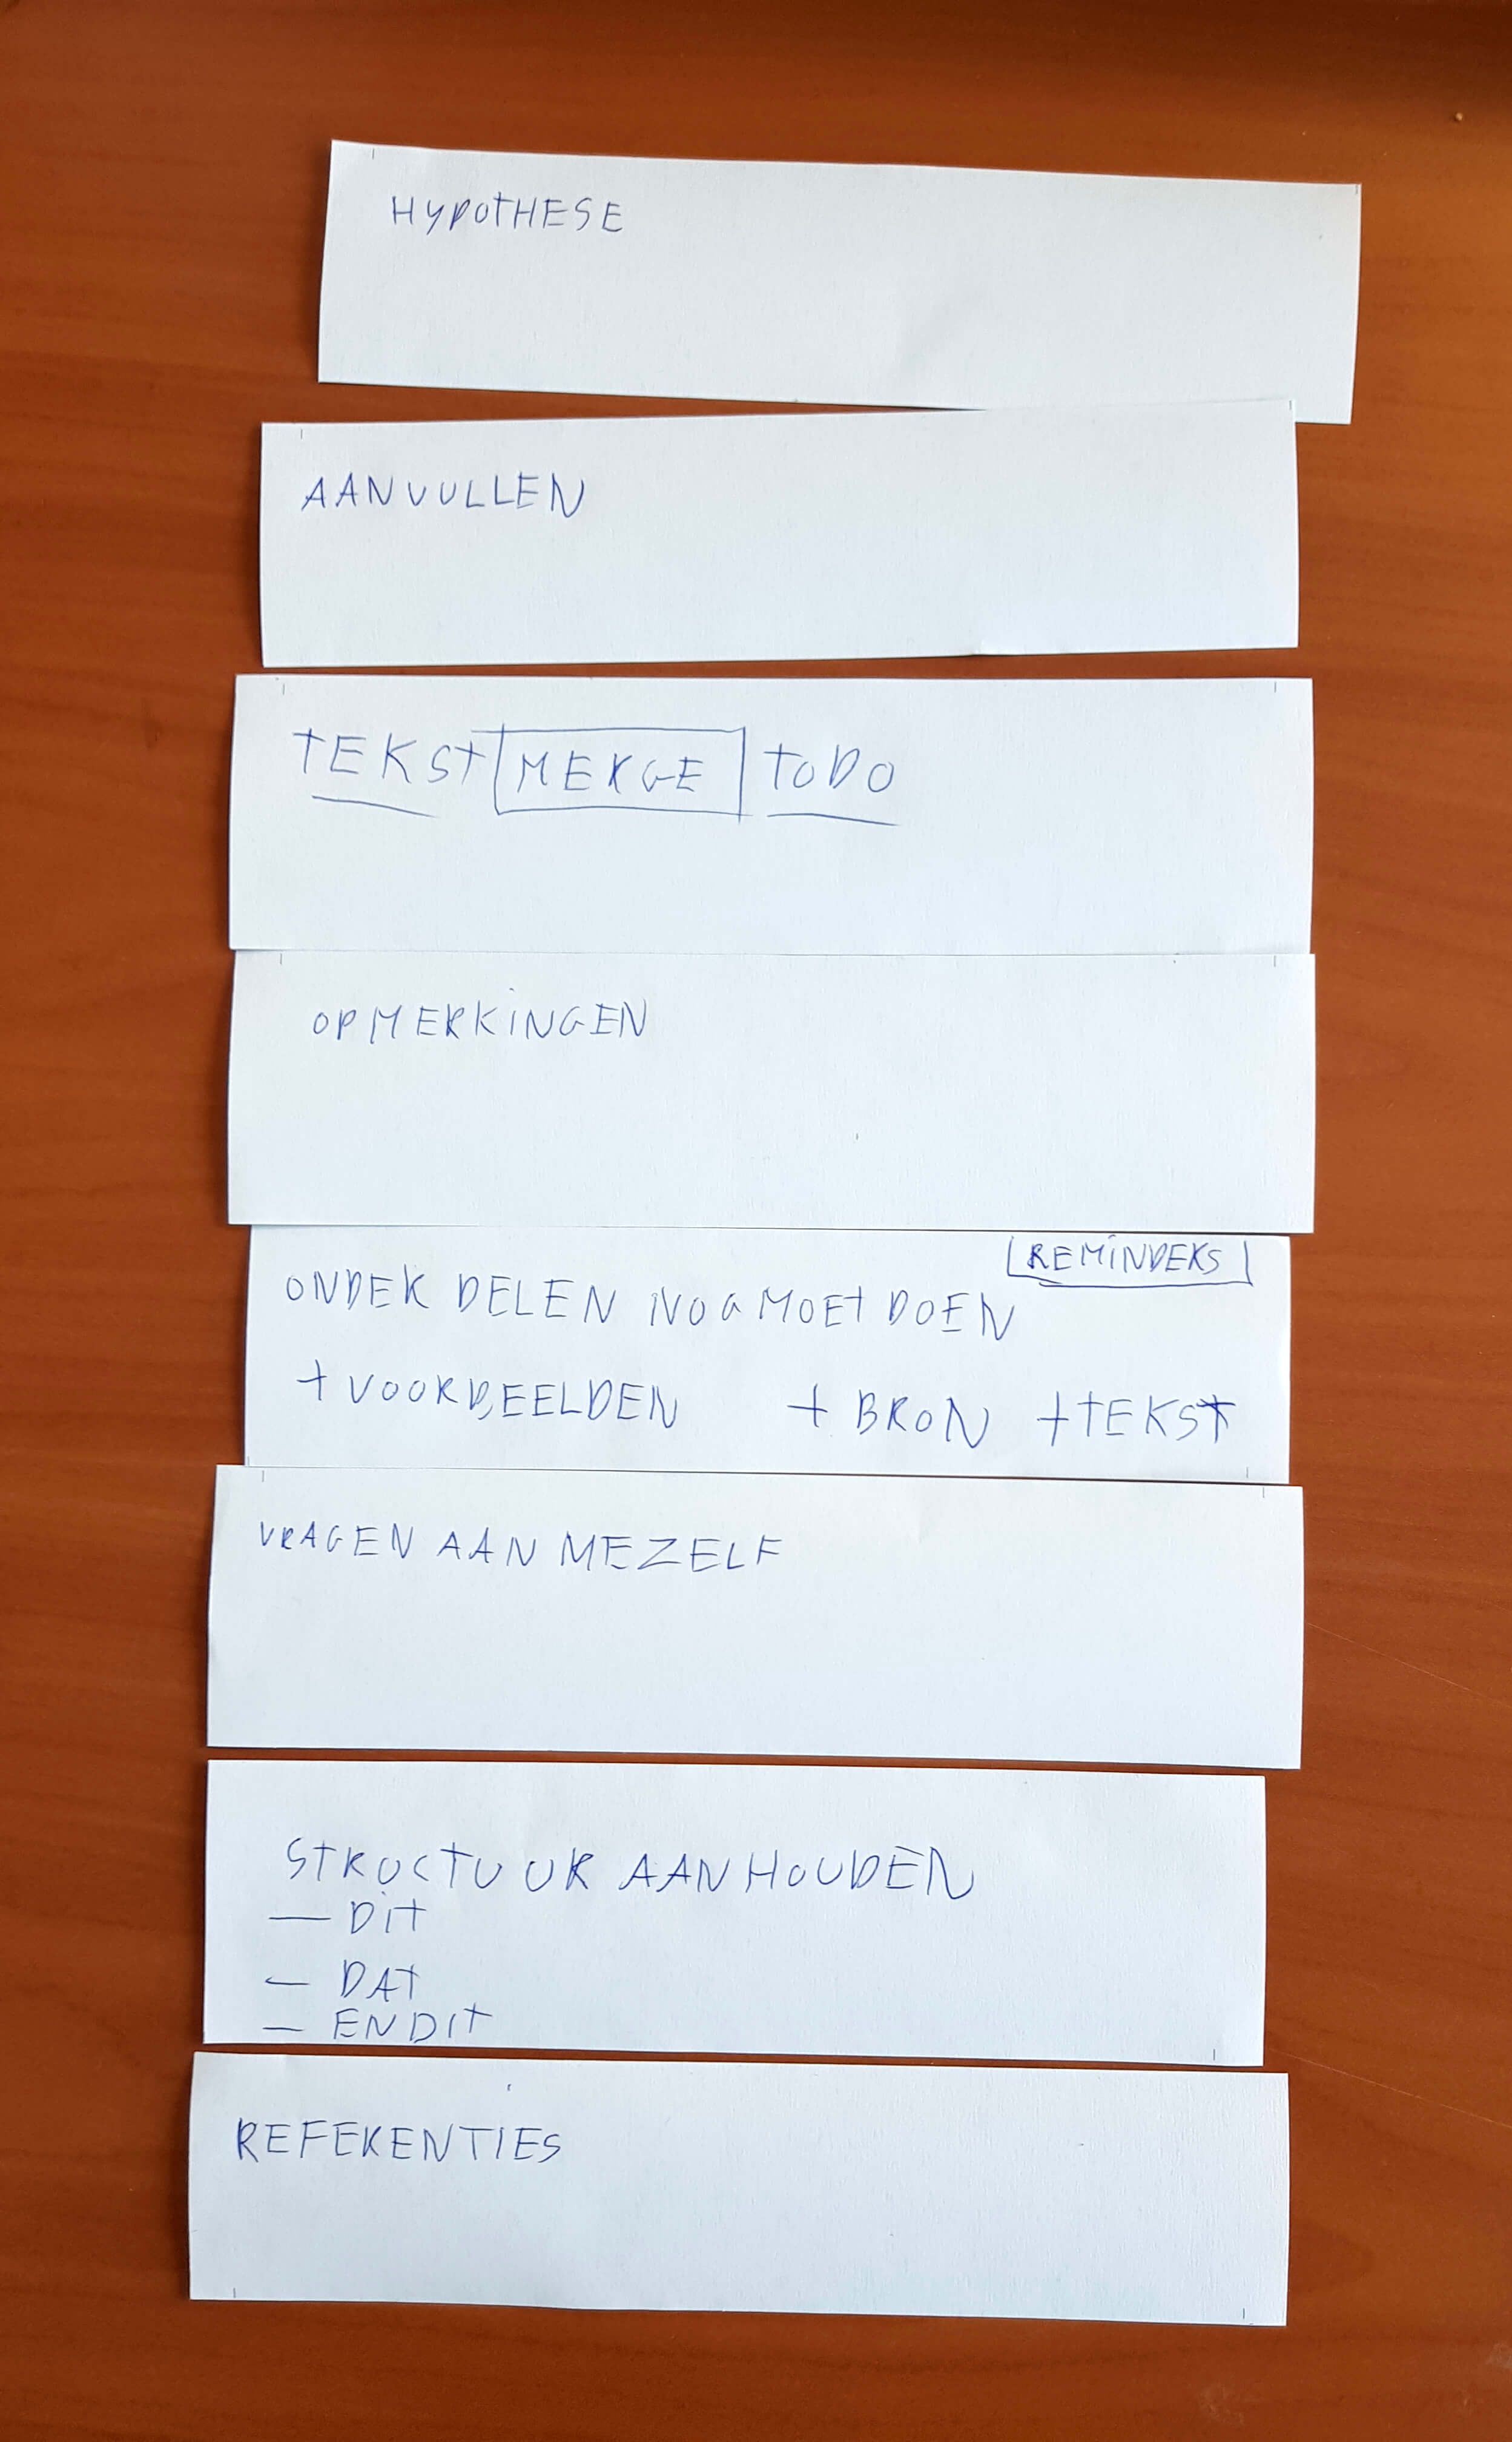 HYPOTHESE
AANVULLEN
TEKST MERGE TODO
OPMERKINGEN
REMINDERS
ONDER DELEN NOG MOET DOEN
+ VOORBEELDEN + BRON + TEKST
VRAGEN AAN MEZELF
STRUCTUUR AANHOUDEN
— DIT
— DAT
— EN DIT
REFERENTIES